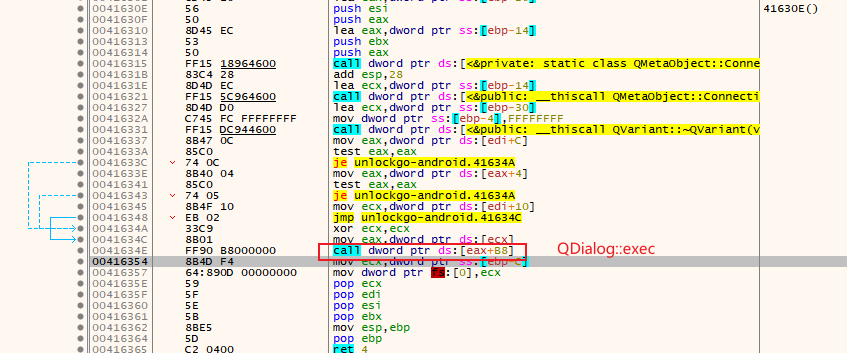 0041630E 56 push esi 41630E()
0041630F 50 push eax
00416310 8D45 EC lea eax,dword ptr ss:[ebp-14]
00416313 53 push ebx
00416314 50 push eax
00416315 FF15 18964600 call dword ptr ds:[<&private: static class QMetaObject::Conne
0041631B 83C4 28 add esp,28
0041631E 8D4D EC lea ecx,dword ptr ss:[ebp-14]
00416321 FF15 5C964600 call dword ptr ds:[<&public: __thiscall QMetaObject::Connecti
00416327 8D4D D0 lea ecx,dword ptr ss:[ebp-30]
0041632A C745 FC FFFFFFFF mov dword ptr ss:[ebp-4],FFFFFFFF
00416331 FF15 DC944600 call dword ptr ds:[<&public: __thiscall QVariant::~QVariant(v
00416337 8B47 0C mov eax,dword ptr ds:[edi+C]
0041633A 85C0 test eax,eax
0041633C 74 0C je unlockgo-android.41634A
0041633E 8B40 04 mov eax,dword ptr ds:[eax+4]
00416341 85C0 test eax,eax
00416343 74 05 je unlockgo-android.41634A
00416345 8B4F 10 mov ecx,dword ptr ds:[edi+10]
00416348 EB 02 jmp unlockgo-android.41634C
0041634A 33C9 xor ecx,ecx
0041634C 8B01 mov eax,dword ptr ds:[ecx]
0041634E FF90 B8000000 call dword ptr ds:[eax+B8] QDialog::exec
00416354 8B4D F4 mov ecx,dword ptr ss:[ebp-C]
00416357 64:890D 00000000 mov dword ptr fs:[0],ecx
0041635E 59 pop ecx
0041635F 5F pop edi
00416360 5E pop esi
00416361 5B pop ebx
00416362 8BE5 mov esp,ebp
00416364 5D pop ebp
00416365 C2 0400 ret 4